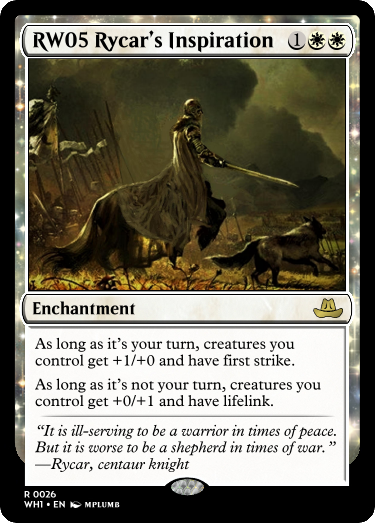 RW05 Rycar's Inspiration 1
Enchantment
As long as it's your turn, creatures you
control get +1/+0 and have first strike.
As long as it's not your turn, creatures you
control get +0/+1 and have lifelink.
“It is ill-serving to be a warrior in times of peace.
But it is worse to be a shepherd in times of war.”
—Rycar, centaur knight
R 0026
WH1 • EN MPLUMB